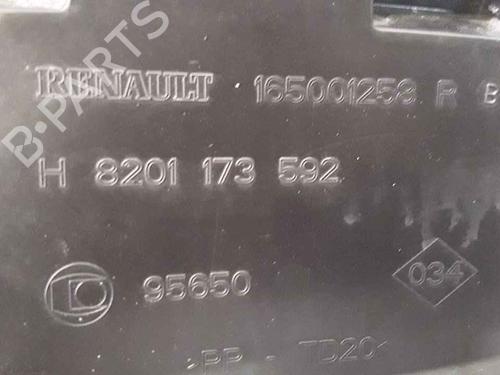 B-PARTS
RENAULT 165001258 R B
H 8201 173 592
95650
034
>PP - TD20<